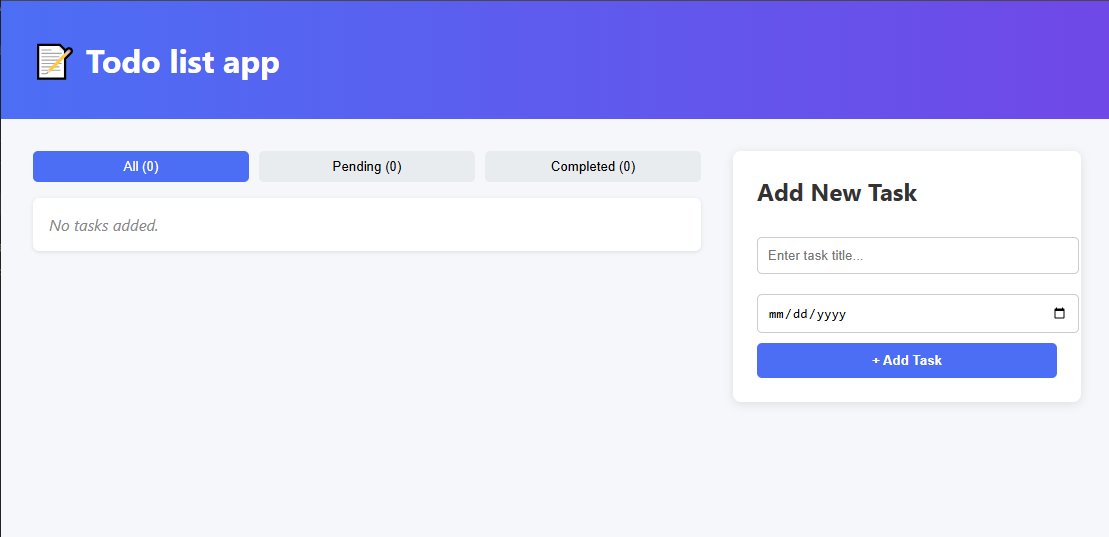 Todo list app
All (0)
Pending (0)
Completed (0)
No tasks added.
Add New Task
Enter task title...
mm/dd/yyyy
+ Add Task